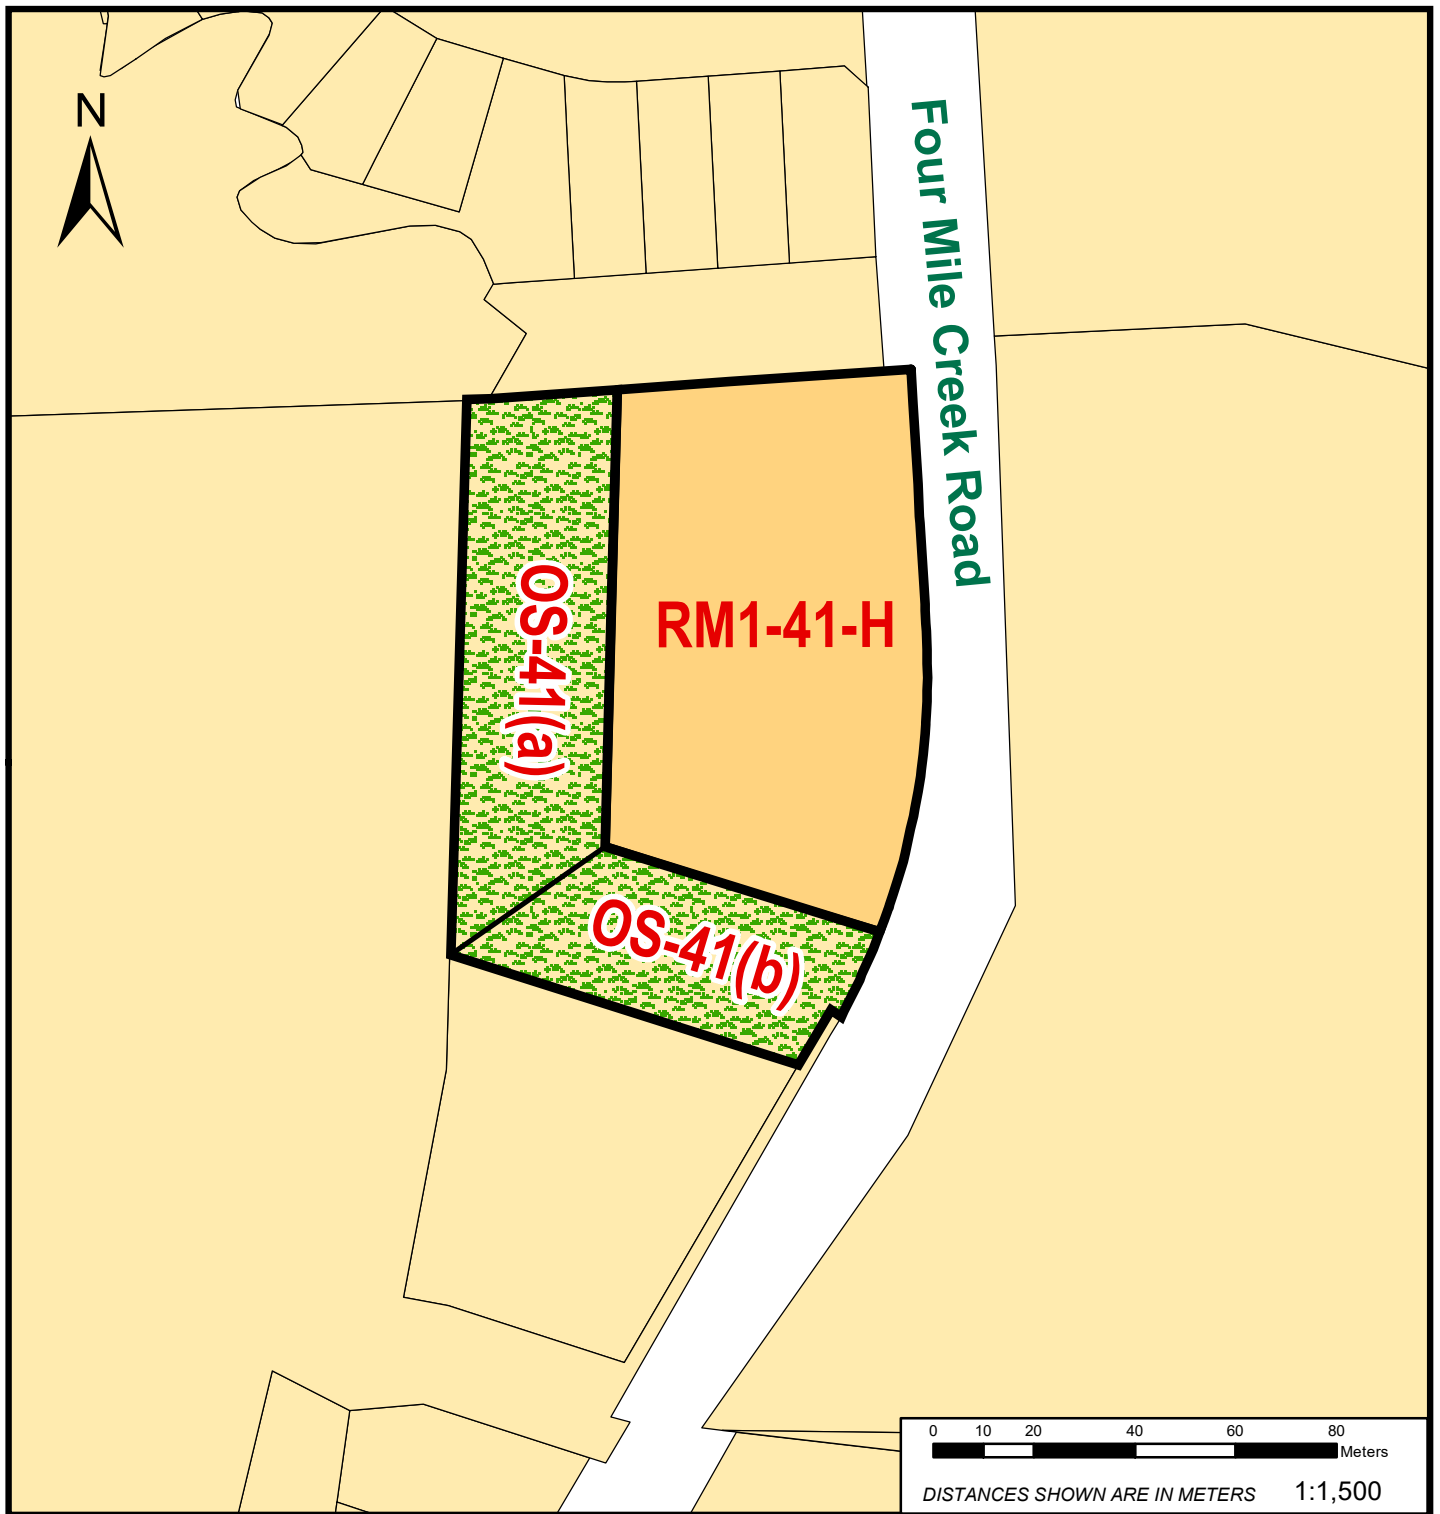 N
Four Mile Creek Road
OS-41(a)
RM1-41-H
OS-41(b)
0 10 20 40 60 80
Meters
DISTANCES SHOWN ARE IN METERS 1:1,500